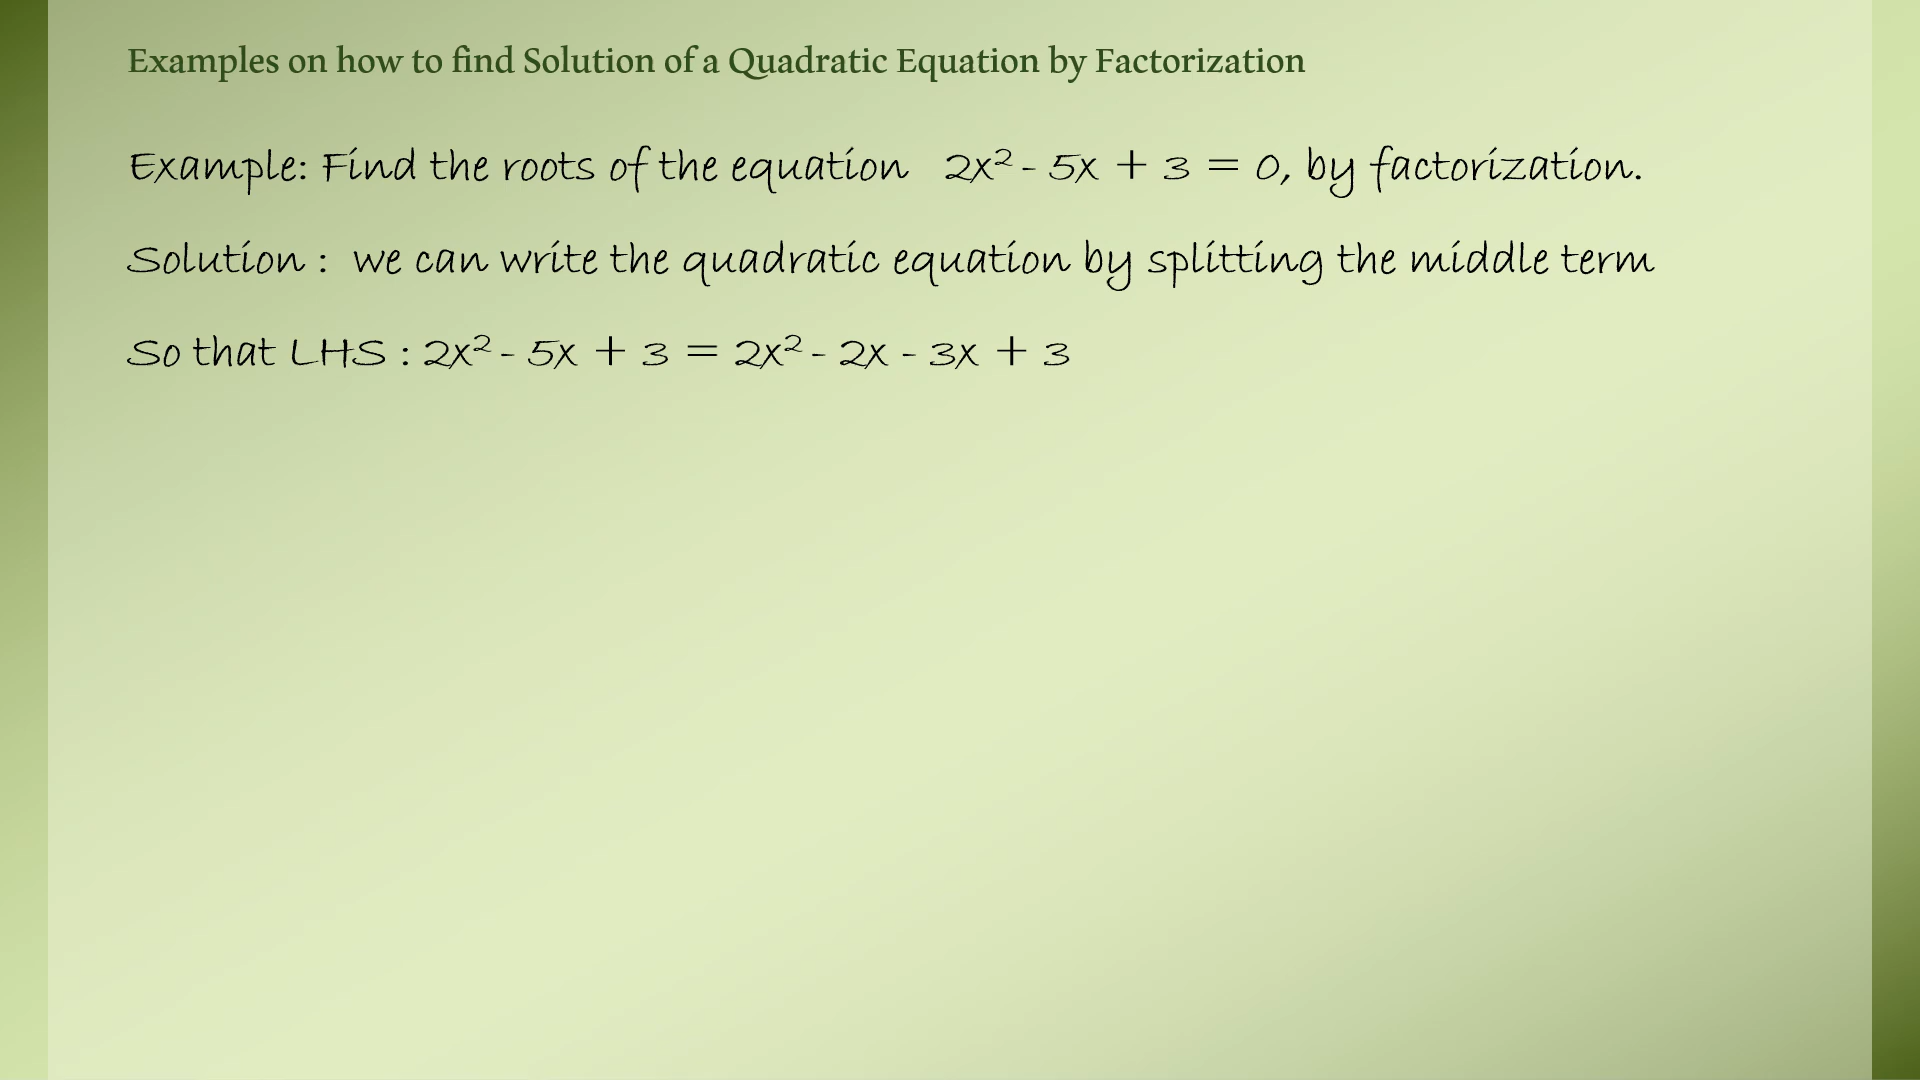 Examples on how to find Solution of a Quadratic Equation by Factorization
Example: Find the roots of the equation 2x² - 5x + 3 = 0, by factorization.
Solution : we can write the quadratic equation by splitting the middle term
So that LHS : 2x² - 5x + 3 = 2x² - 2x - 3x + 3